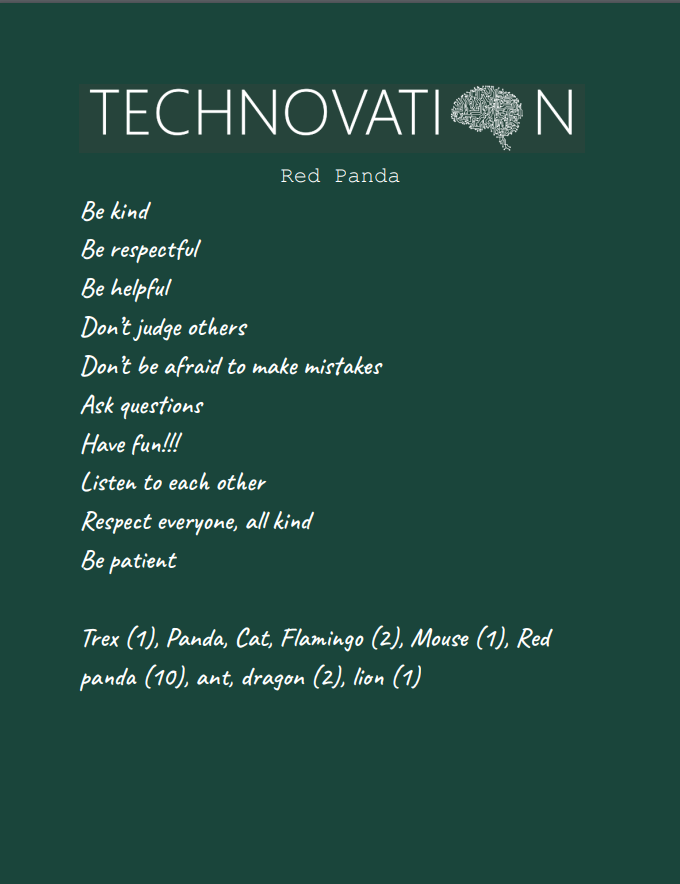 TECHNOVATION
Red Panda
Be kind
Be respectful
Be helpful
Don't judge others
Don't be afraid to make mistakes
Ask questions
Have fun!!!
Listen to each other
Respect everyone, all kind
Be patient
Trex (1), Panda, Cat, Flamingo (2), Mouse (1), Red
panda (10), ant, dragon (2), lion (1)